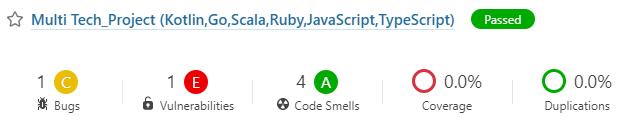 Multi Tech_Project (Kotlin,Go,Scala,Ruby,JavaScript,TypeScript) Passed
1 C 1 E 4 A 0.0% 0.0%
Bugs Vulnerabilities Code Smells Coverage Duplications